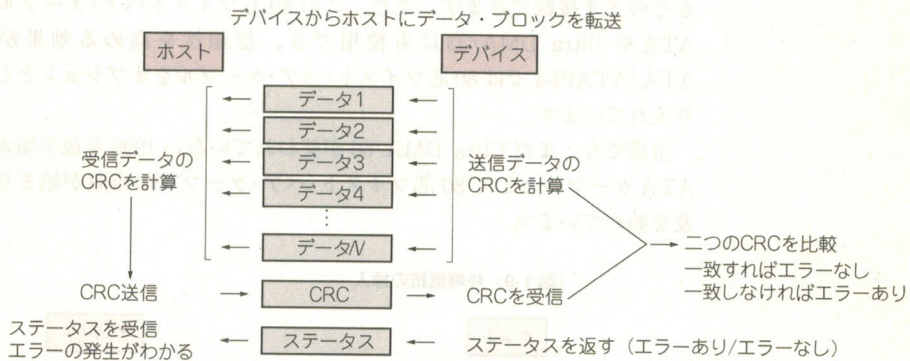 デバイスからホストにデータ・ブロックを転送
ホスト
デバイス
データ1
データ2
データ3
データ4
⋮
データN
受信データの
CRCを計算
送信データの
CRCを計算
二つのCRCを比較
一致すればエラーなし
一致しなければエラーあり
CRC送信
CRC
CRCを受信
ステータスを受信
エラーの発生がわかる
ステータス
ステータスを返す（エラーあり/エラーなし）